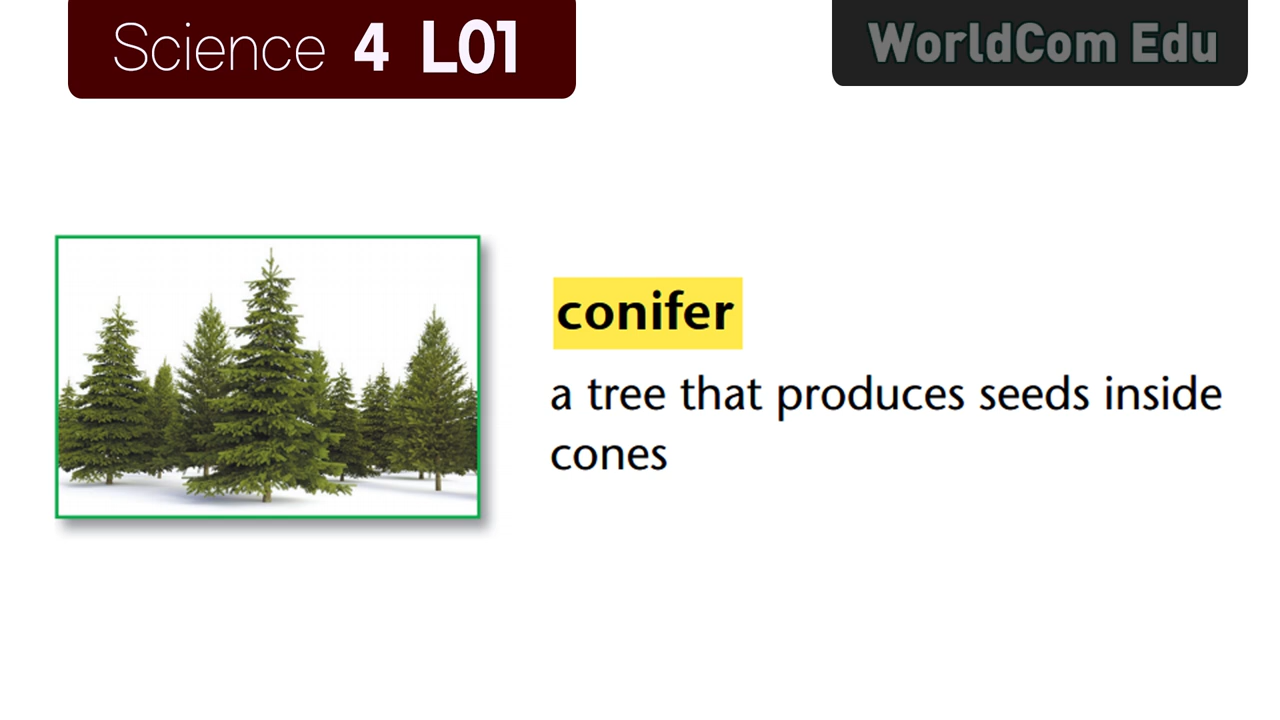 Science 4 L01
WorldCom Edu
conifer
a tree that produces seeds inside
cones